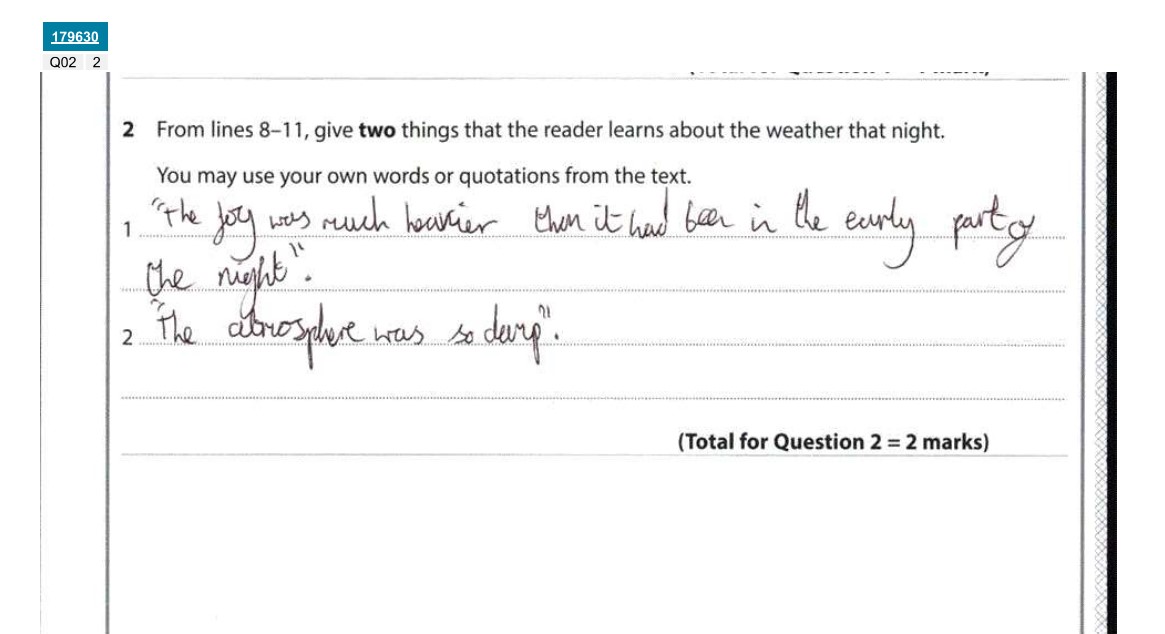 179630
Q02 2
2 From lines 8–11, give two things that the reader learns about the weather that night.
You may use your own words or quotations from the text.
1 "the fog was much heavier then it had been in the early part of
the night".
2 "The atmosphere was so damp".
(Total for Question 2 = 2 marks)